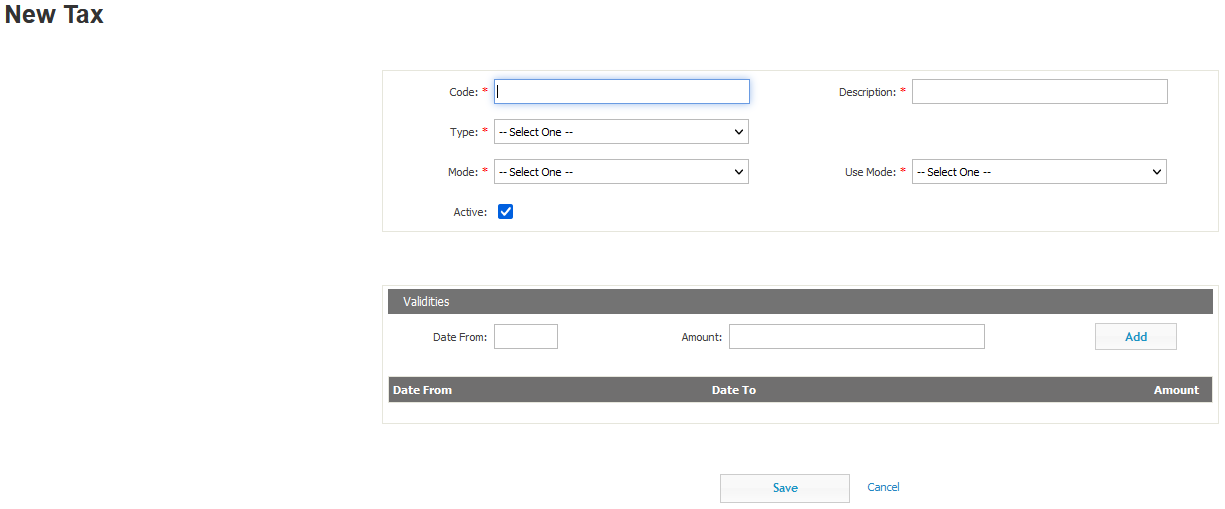 New Tax
Code: * Description: *
Type: * -- Select One --
Mode: * -- Select One -- Use Mode: * -- Select One --
Active:
Validities
Date From: Amount: Add
Date From Date To Amount
Save Cancel